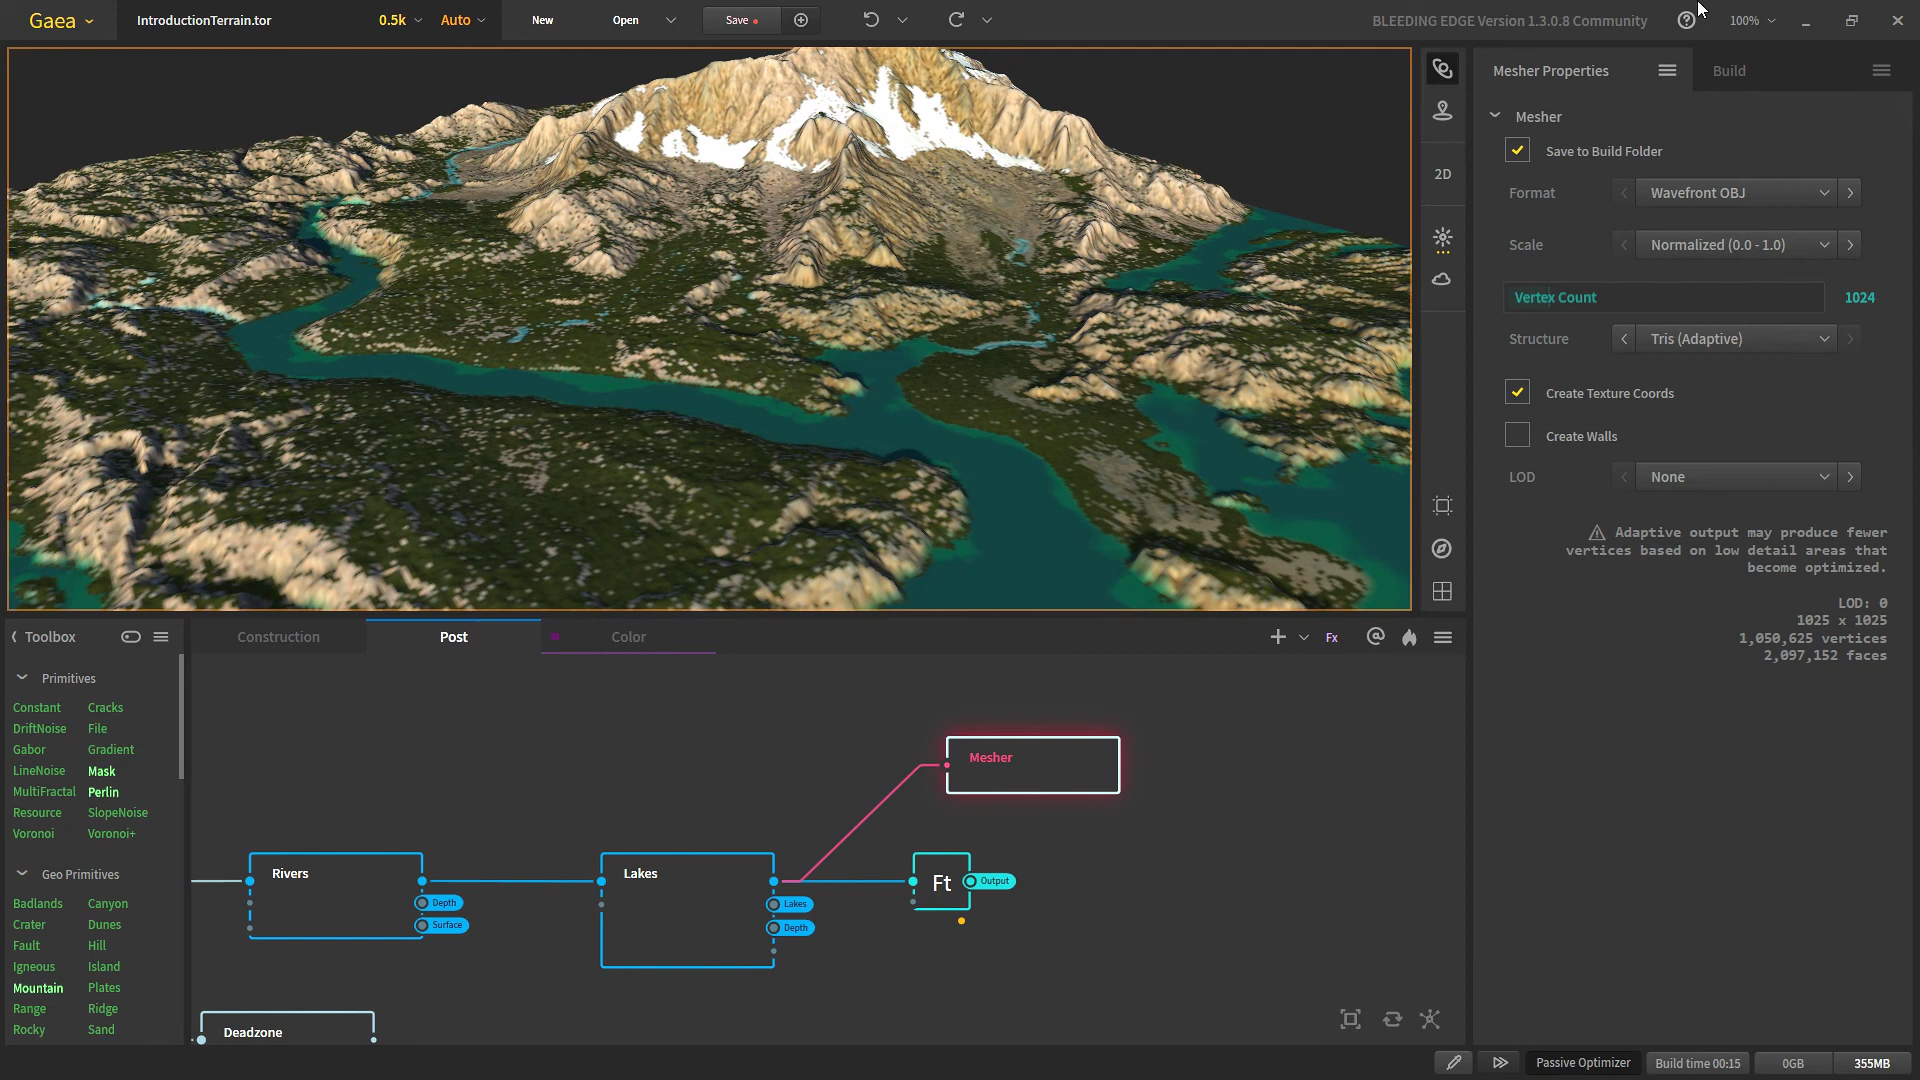 Gaea
IntroductionTerrain.tor
0.5k
Auto
New
Open
Save
BLEEDING EDGE Version 1.3.0.8 Community
100%
2D
Mesher Properties
Build
Mesher
Save to Build Folder
Format
Wavefront OBJ
Scale
Normalized (0.0 - 1.0)
Vertex Count
1024
Structure
Tris (Adaptive)
Create Texture Coords
Create Walls
LOD
None
Adaptive output may produce fewer
vertices based on low detail areas that
become optimized.
LOD: 0
1025 x 1025
1,050,625 vertices
2,097,152 faces
Toolbox
Construction
Post
Color
Fx
Primitives
Constant Cracks
DriftNoise File
Gabor Gradient
LineNoise Mask
MultiFractal Perlin
Resource SlopeNoise
Voronoi Voronoi+
Geo Primitives
Badlands Canyon
Crater Dunes
Fault Hill
Igneous Island
Mountain Plates
Range Ridge
Rocky Sand
Mesher
Rivers
Depth
Surface
Lakes
Lakes
Depth
Ft
Output
Deadzone
Passive Optimizer
Build time 00:15
0GB
355MB